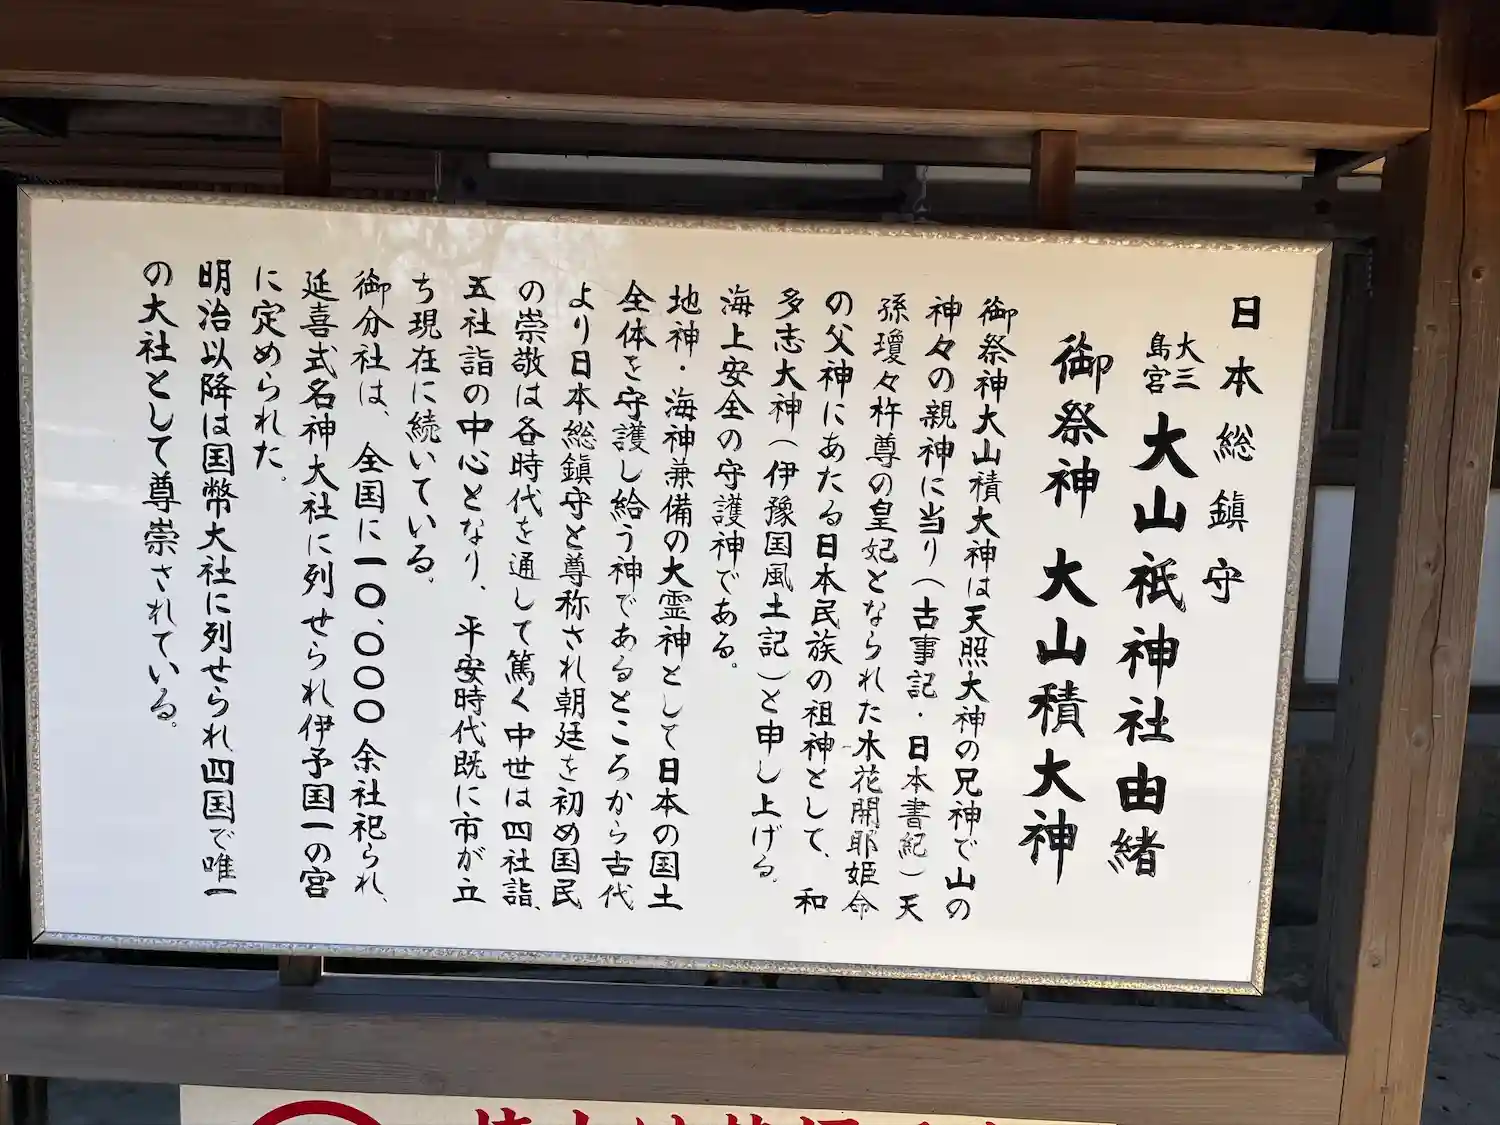 日本総鎮守
大三島宮 大山祇神社由緒
御祭神 大山積大神
御祭神大山積大神は天照大神の兄神で山の
神々の親神に当り（古事記・日本書紀）天
孫瓊々杵尊の皇妃となられた木花開耶姫命
の父神にあたる日本民族の祖神として、和
多志大神（伊豫国風土記）と申し上げる。
海上安全の守護神である。
地神・海神兼備の大霊神として日本の国土
全体を守護し給う神であるところから古代
より日本総鎮守と尊称され朝廷を初め国民
の崇敬は各時代を通して篤く中世は四社詣、
五社詣の中心となり、平安時代既に市が立
ち現在に続いている。
御分社は、全国に一〇、〇〇〇余社祀られ、
延喜式名神大社に列せられ伊予国一の宮
に定められた。
明治以降は国幣大社に列せられ四国で唯一
の大社として尊崇されている。